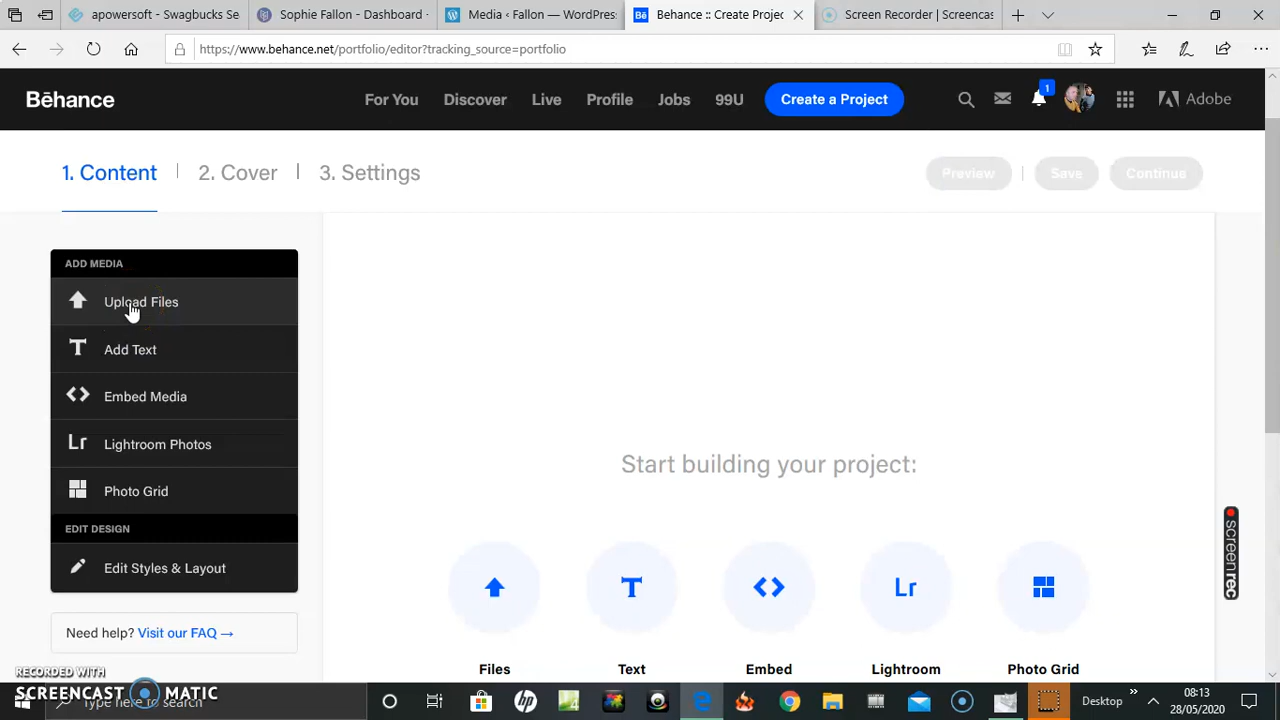 apowersoft - Swagbucks Se
Sophie Fallon - Dashboard -
Media ‹ Fallon — WordPress
Behance :: Create Projec
Screen Recorder | Screencas
https://www.behance.net/portfolio/editor?tracking_source=portfolio
Bēhance
For You
Discover
Live
Profile
Jobs
99U
Create a Project
1
Adobe
1. Content
2. Cover
3. Settings
Preview
Save
Continue
ADD MEDIA
Upload Files
Add Text
Embed Media
Lr Lightroom Photos
Photo Grid
EDIT DESIGN
Edit Styles & Layout
Need help? Visit our FAQ →
Start building your project:
Lr
Files
Text
Embed
Lightroom
Photo Grid
screenrec
RECORDED WITH
SCREENCAST MATIC
Type here to search
Desktop
08:13
28/05/2020